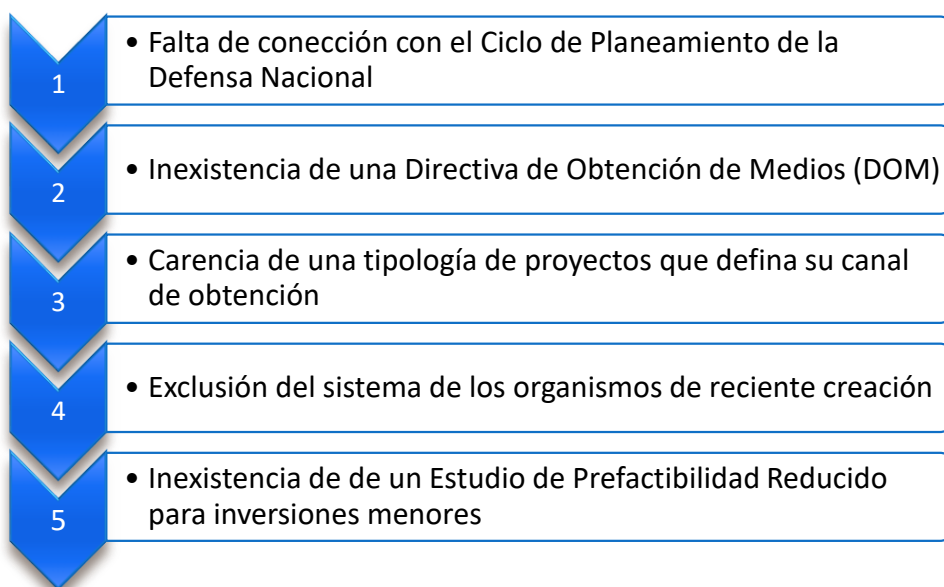 1
• Falta de conección con el Ciclo de Planeamiento de la
Defensa Nacional
2
• Inexistencia de una Directiva de Obtención de Medios (DOM)
3
• Carencia de una tipología de proyectos que defina su canal
de obtención
4
• Exclusión del sistema de los organismos de reciente creación
5
• Inexistencia de de un Estudio de Prefactibilidad Reducido
para inversiones menores